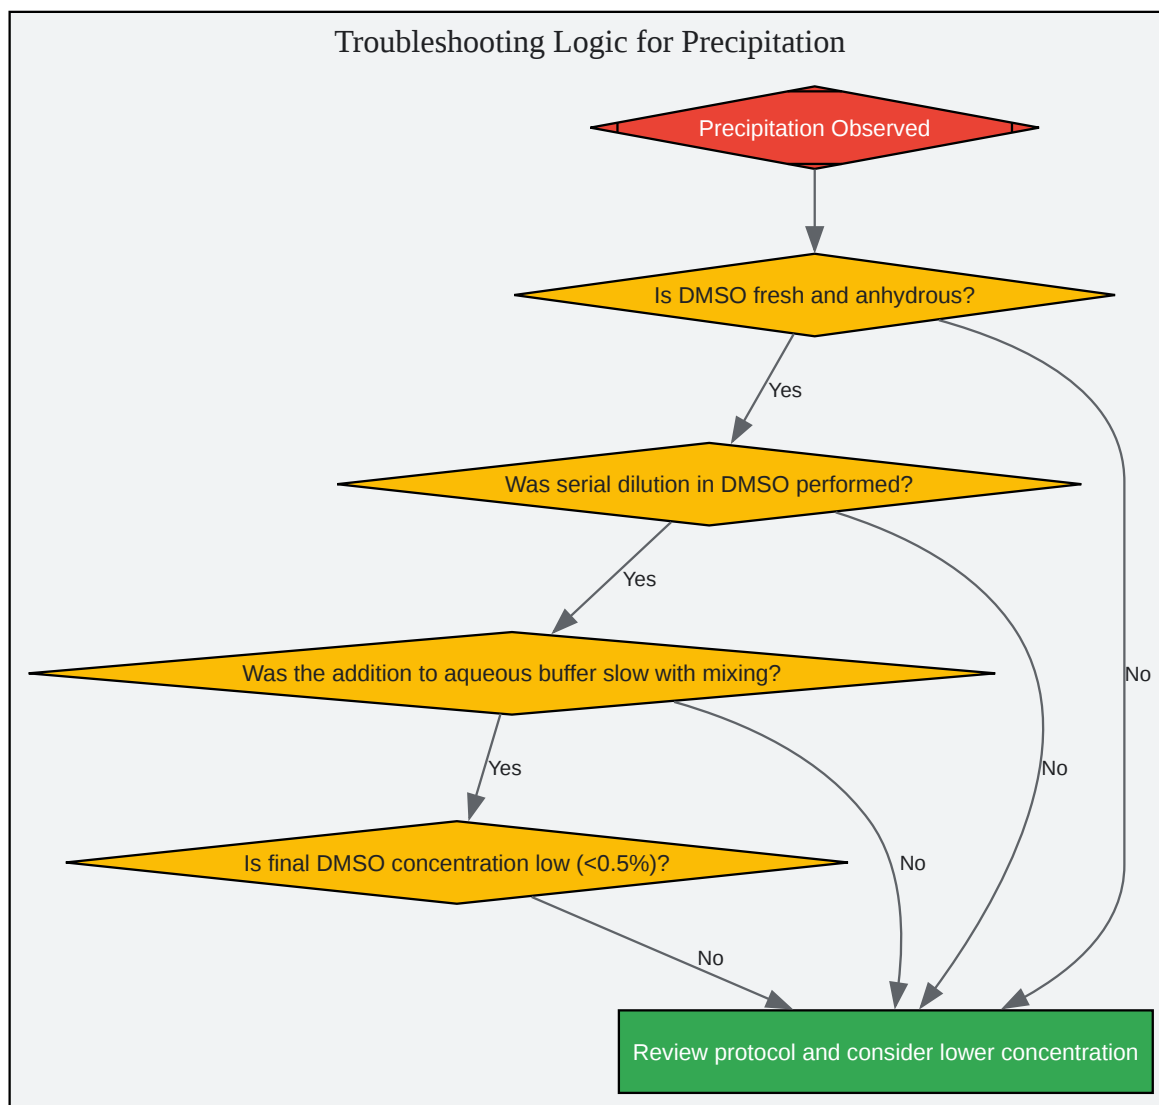 Troubleshooting Logic for Precipitation
Precipitation Observed
Is DMSO fresh and anhydrous?
Yes
Was serial dilution in DMSO performed?
Yes
Was the addition to aqueous buffer slow with mixing?
No
Yes
No
Is final DMSO concentration low (<0.5%)?
No
No
Review protocol and consider lower concentration